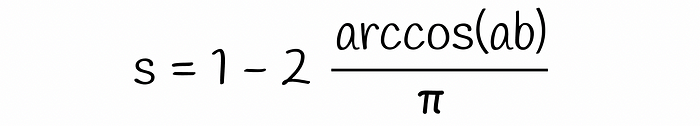 s = 1 - 2 arccos(ab)
π